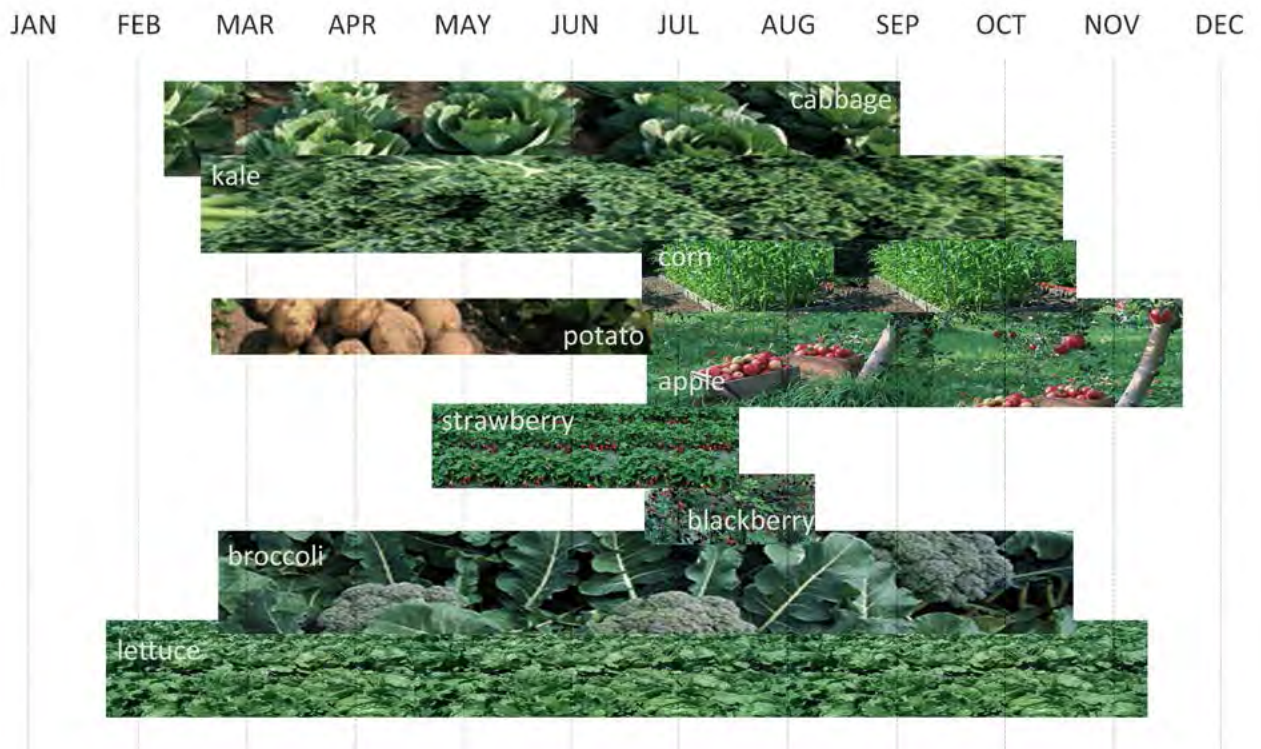 JAN FEB MAR APR MAY JUN JUL AUG SEP OCT NOV DEC
cabbage
kale
corn
potato
apple
strawberry
blackberry
broccoli
lettuce